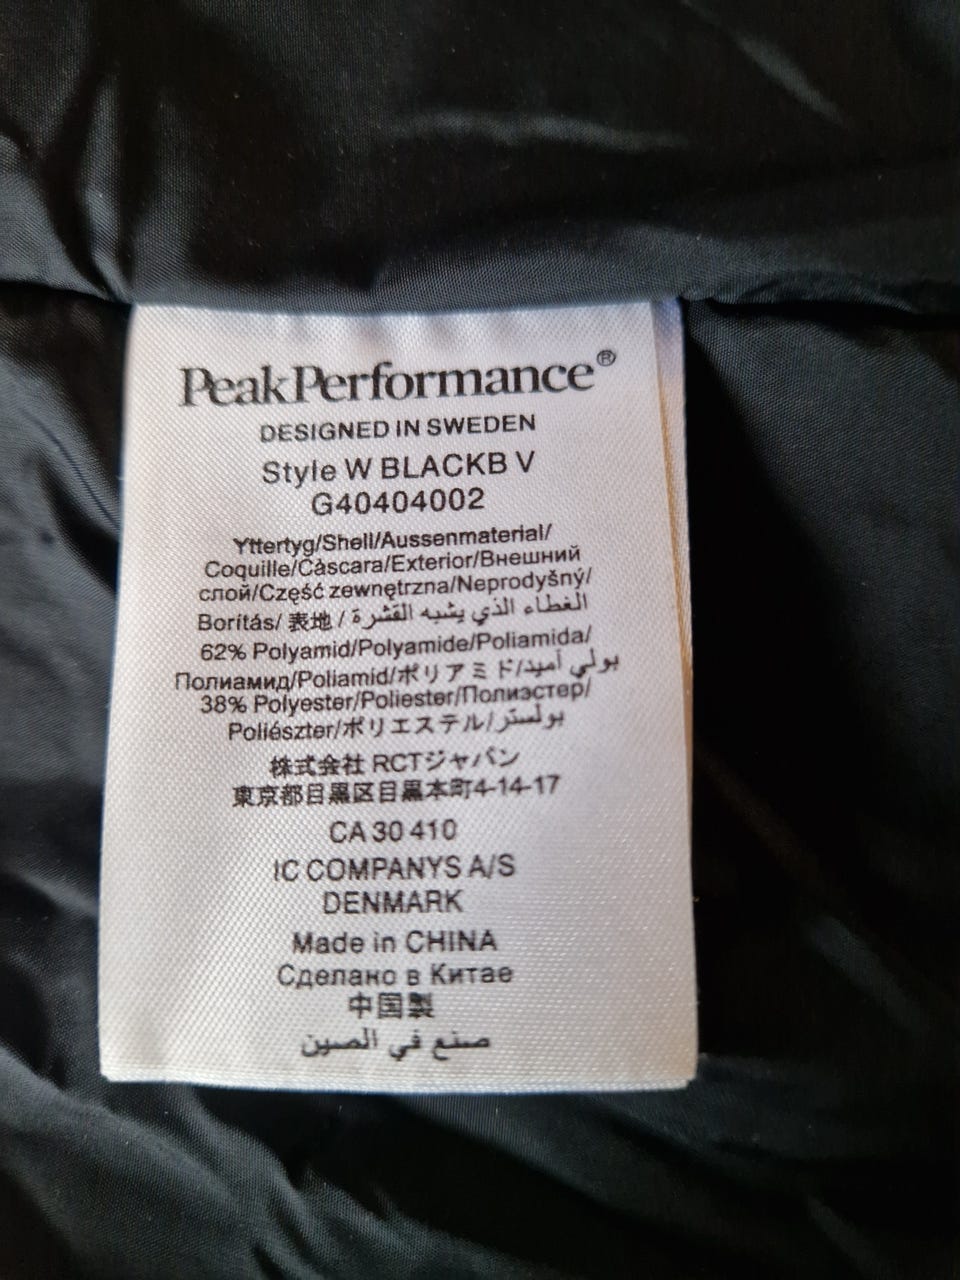 PeakPerformance®
DESIGNED IN SWEDEN
Style W BLACKB V
G40404002
Yttertyg/Shell/Aussenmaterial/
Coquille/Cáscara/Exterior/Внешний
слой/Część zewnętrzna/Neprodyšný/
Borítás/表地/الغطاء الذي يشبه القشرة
62% Polyamid/Polyamide/Poliamida/
Полиамид/Poliamid/ポリアミド/بولي أميد
38% Polyester/Poliester/Полиэстер/
Poliészter/ポリエステル/بولستر
株式会社 RCTジャパン
東京都目黒区目黒本町4-14-17
CA 30 410
IC COMPANYS A/S
DENMARK
Made in CHINA
Сделано в Китае
中国製
صنع في الصين